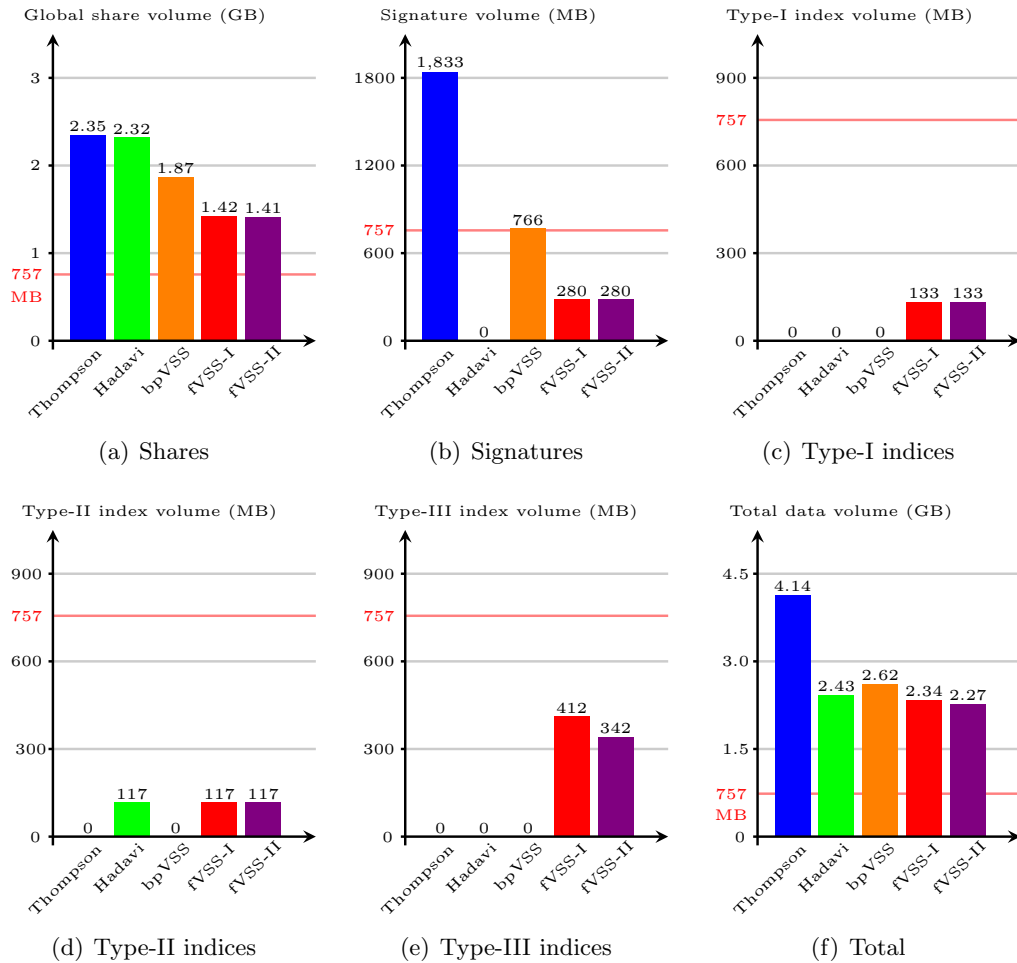 Global share volume (GB)
3
2
1
757
MB
0
2.35
2.32
1.87
1.42
1.41
Thompson
Hadavi
bpVSS
fVSS-I
fVSS-II
(a) Shares
Signature volume (MB)
1800
1200
757
600
0
1,833
0
766
280
280
Thompson
Hadavi
bpVSS
fVSS-I
fVSS-II
(b) Signatures
Type-I index volume (MB)
900
757
600
300
0
0
0
0
133
133
Thompson
Hadavi
bpVSS
fVSS-I
fVSS-II
(c) Type-I indices
Type-II index volume (MB)
900
757
600
300
0
0
117
0
117
117
Thompson
Hadavi
bpVSS
fVSS-I
fVSS-II
(d) Type-II indices
Type-III index volume (MB)
900
757
600
300
0
0
0
0
412
342
Thompson
Hadavi
bpVSS
fVSS-I
fVSS-II
(e) Type-III indices
Total data volume (GB)
4.5
3.0
1.5
757
MB
0
4.14
2.43
2.62
2.34
2.27
Thompson
Hadavi
bpVSS
fVSS-I
fVSS-II
(f) Total